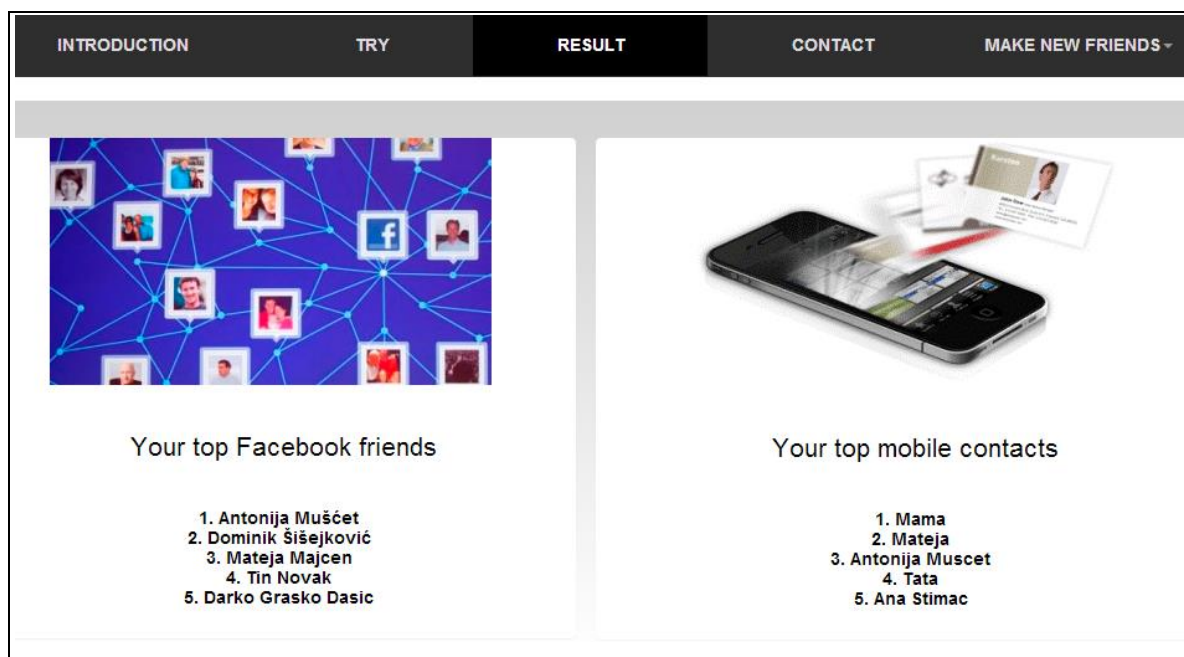 INTRODUCTION TRY RESULT CONTACT MAKE NEW FRIENDS
f
Your top Facebook friends
1. Antonija Mušćet
2. Dominik Šišejković
3. Mateja Majcen
4. Tin Novak
5. Darko Grasko Dasic
Your top mobile contacts
1. Mama
2. Mateja
3. Antonija Muscet
4. Tata
5. Ana Stimac